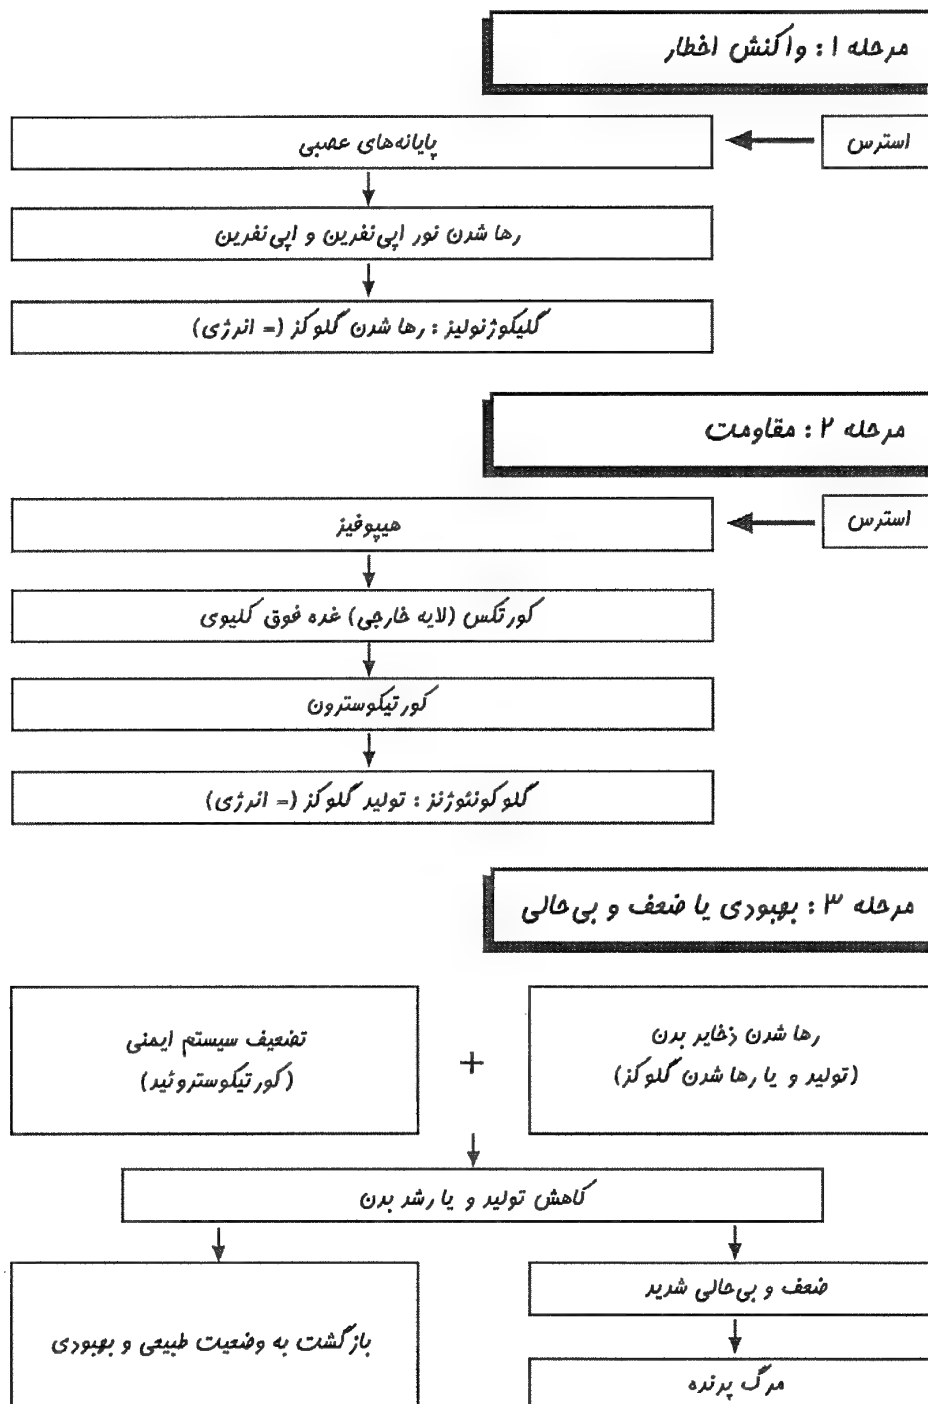 مرحله ۱: واکنش اخطار
استرس
پایانه‌های عصبی
رها شدن نور اپی‌نفرین و اپی‌نفرین
گلیکوژنولیز: رها شدن گلوکز (= انرژی)
مرحله ۲: مقاومت
استرس
هیپوفیز
کورتکس (لایه خارجی) غده فوق کلیوی
کورتیکوسترون
گلوکونئوژنز: تولید گلوکز (= انرژی)
مرحله ۳: بهبودی یا ضعف و بی‌حالی
رها شدن ذخایر بدن
(تولید و یا رها شدن گلوکز)
+
تضعیف سیستم ایمنی
(کورتیکوستروئید)
کاهش تولید و یا رشد بدن
ضعف و بی‌حالی شدید
مرگ پرنده
بازگشت به وضعیت طبیعی و بهبودی